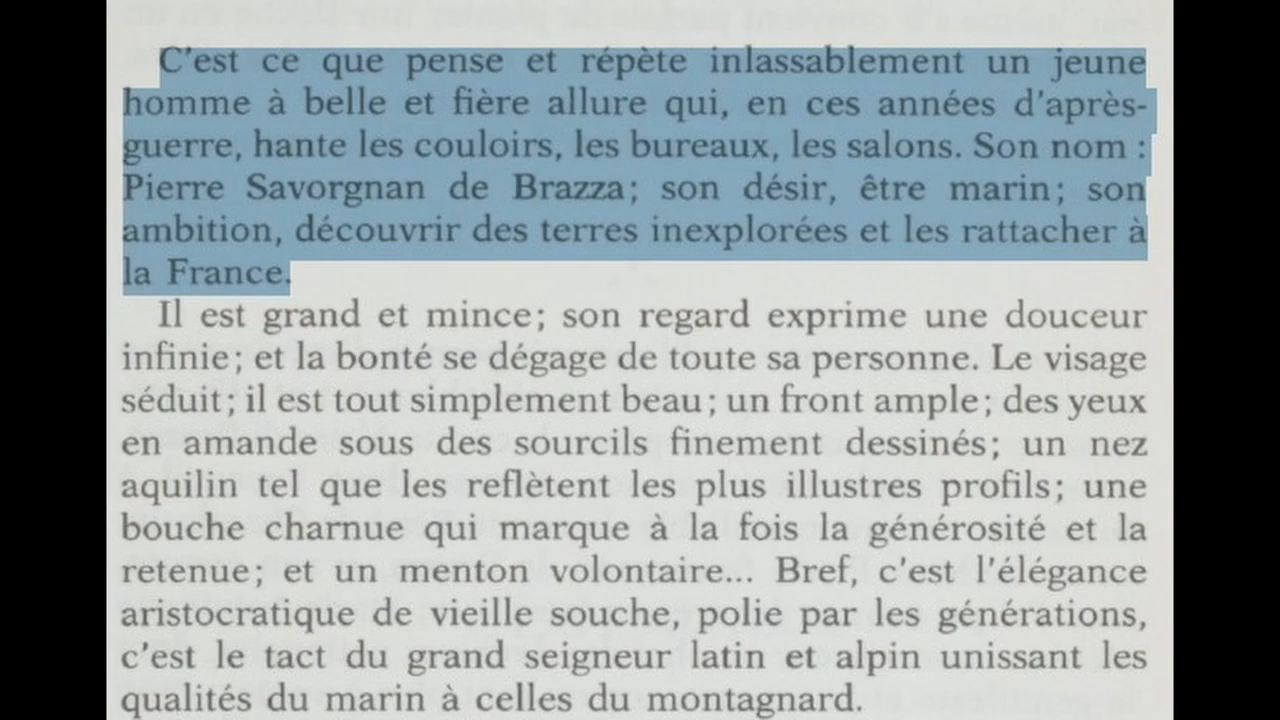 C'est ce que pense et répète inlassablement un jeune
homme à belle et fière allure qui, en ces années d'après-
guerre, hante les couloirs, les bureaux, les salons. Son nom :
Pierre Savorgnan de Brazza; son désir, être marin; son
ambition, découvrir des terres inexplorées et les rattacher à
la France.
Il est grand et mince; son regard exprime une douceur
infinie; et la bonté se dégage de toute sa personne. Le visage
séduit; il est tout simplement beau; un front ample; des yeux
en amande sous des sourcils finement dessinés; un nez
aquilin tel que les reflètent les plus illustres profils; une
bouche charnue qui marque à la fois la générosité et la
retenue; et un menton volontaire... Bref, c'est l'élégance
aristocratique de vieille souche, polie par les générations,
c'est le tact du grand seigneur latin et alpin unissant les
qualités du marin à celles du montagnard.